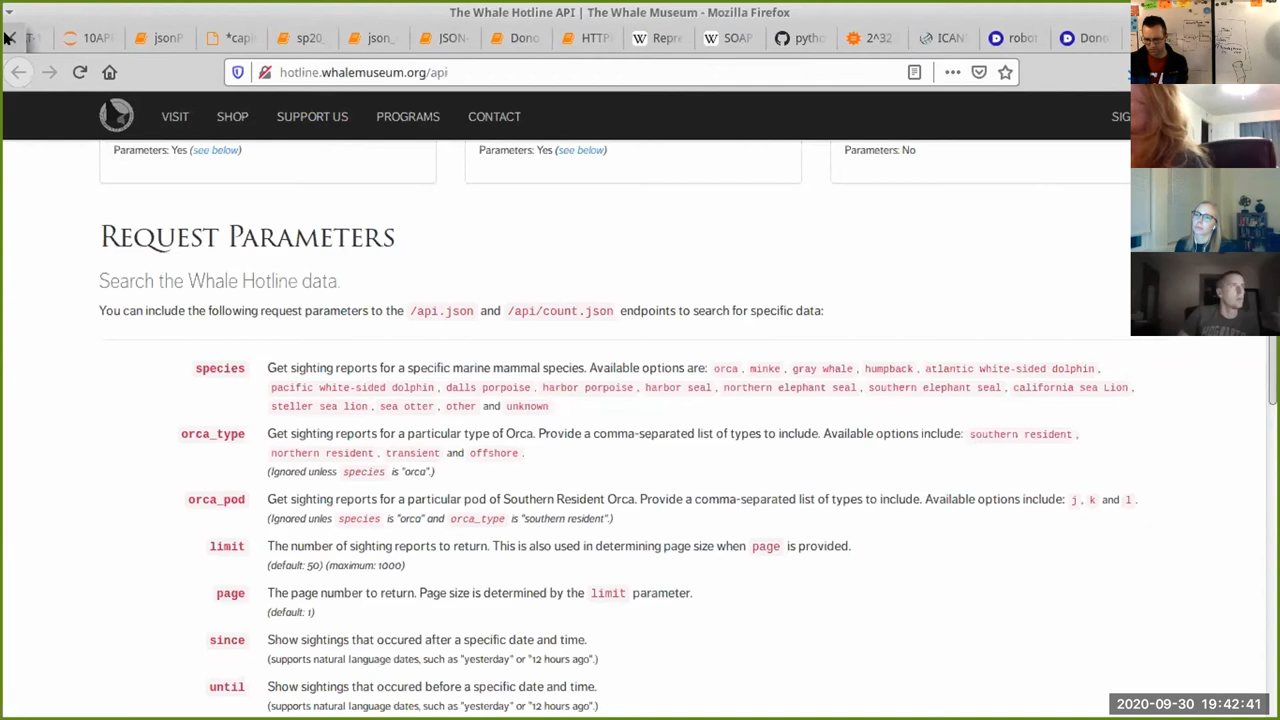 The Whale Hotline API | The Whale Museum - Mozilla Firefox
10API
jsonP
*capl
sp20_
json_
JSON-
HTTP
Repre
SOAP
pytho
2^32
ICAN
robot
Done
hotline.whalemuseum.org/api
VISIT
SHOP
SUPPORT US
PROGRAMS
CONTACT
SIG
Parameters: Yes (see below)
Parameters: Yes (see below)
Parameters: No
REQUEST PARAMETERS
Search the Whale Hotline data.
You can include the following request parameters to the /api.json and /api/count.json endpoints to search for specific data:
species Get sighting reports for a specific marine mammal species. Available options are: orca , minke , gray whale , humpback , atlantic white-sided dolphin ,
pacific white-sided dolphin , dalls porpoise , harbor porpoise , harbor seal , northern elephant seal , southern elephant seal , california sea Lion ,
steller sea lion , sea otter , other and unknown
orca_type Get sighting reports for a particular type of Orca. Provide a comma-separated list of types to include. Available options include: southern resident ,
northern resident , transient and offshore .
(Ignored unless species is "orca".)
orca_pod Get sighting reports for a particular pod of Southern Resident Orca. Provide a comma-separated list of types to include. Available options include: j , k and l .
(Ignored unles species is "orca" and orca_type is "southern resident".)
limit The number of sighting reports to return. This is also used in determining page size when page is provided.
(default: 50) (maximum: 1000)
page The page number to return. Page size is determined by the limit parameter.
(default: 1)
since Show sightings that occured after a specific date and time.
(supports natural language dates, such as "yesterday" or "12 hours ago".)
until Show sightings that occured before a specific date and time.
(supports natural language dates, such as "yesterday" or "12 hours ago".)
2020-09-30 19:42:41